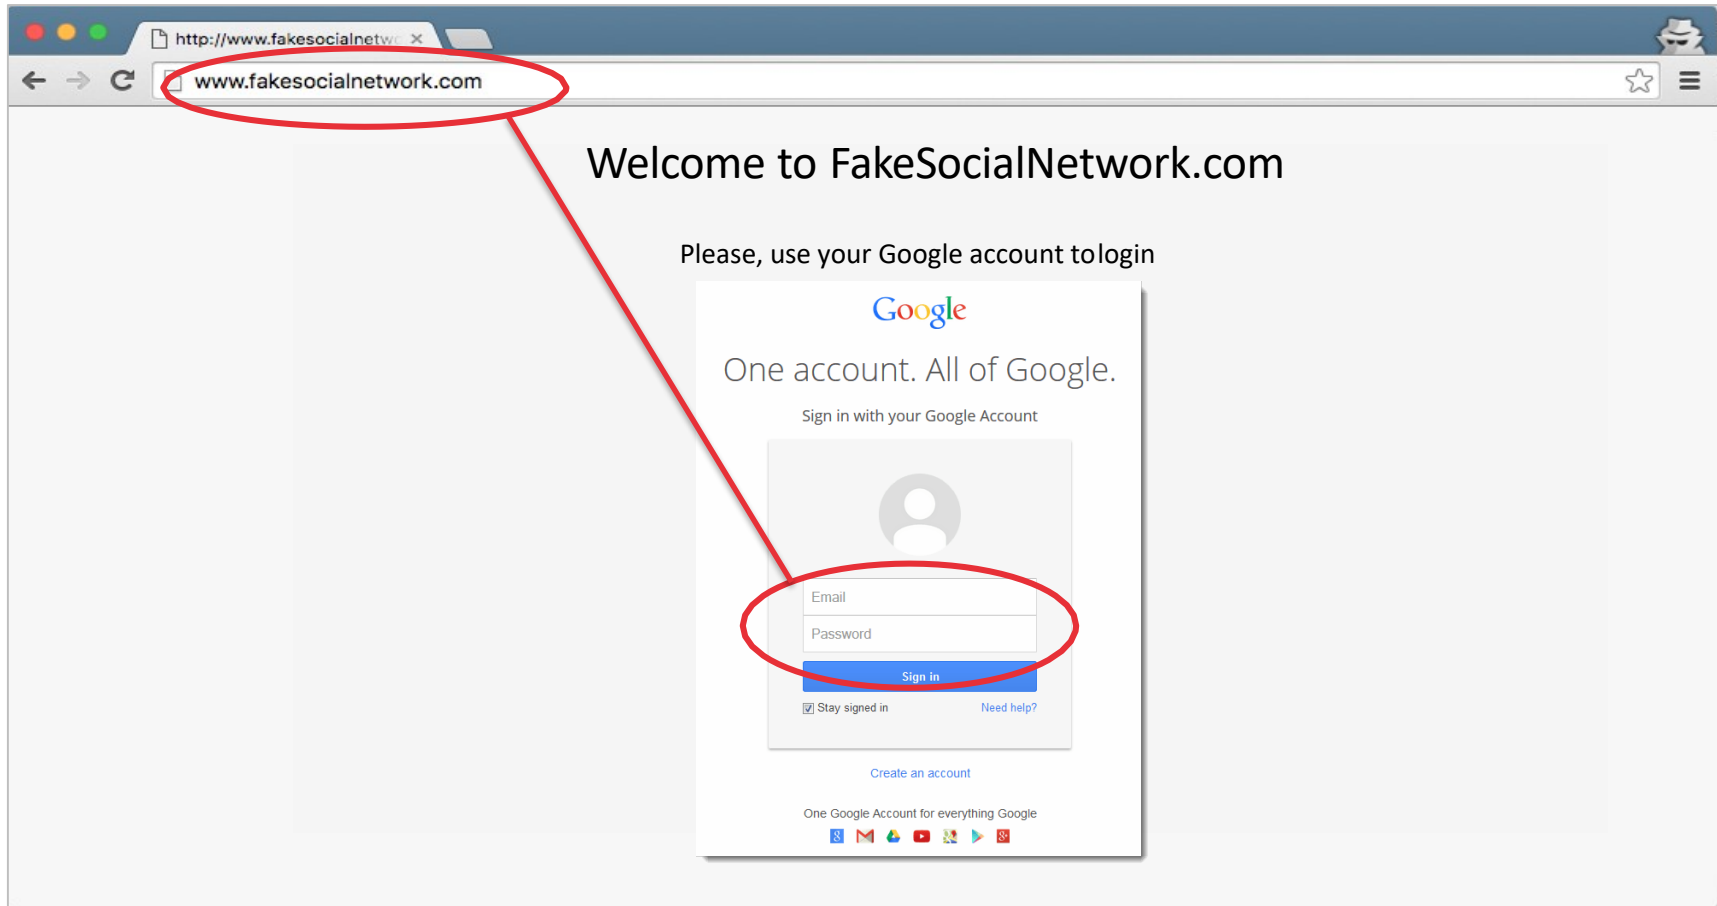 http://www.fakesocialnetwo
www.fakesocialnetwork.com
Welcome to FakeSocialNetwork.com
Please, use your Google account tologin
Google
One account. All of Google.
Sign in with your Google Account
Email
Password
Sign in
Stay signed in
Need help?
Create an account
One Google Account for everything Google